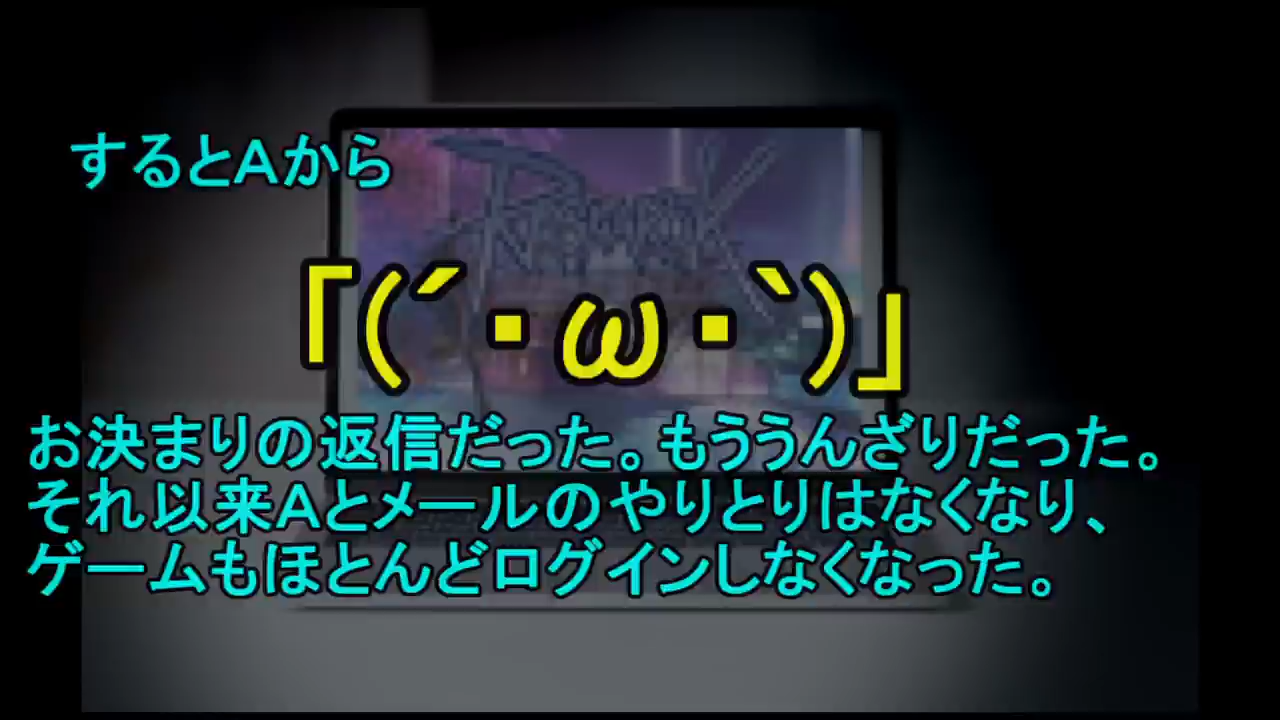 するとAから
RAGNAROK
「(´・ω・`)」
お決まりの返信だった。もううんざりだった。
それ以来Aとメールのやりとりはなくなり、
ゲームもほとんどログインしなくなった。